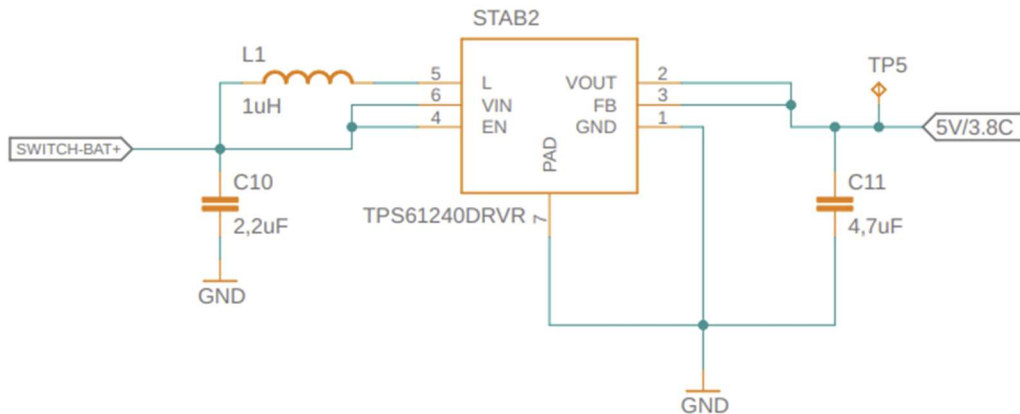 STAB2
L1
1uH
5
6
4
L
VIN
EN
VOUT
FB
GND
PAD
2
3
1
7
TP5
SWITCH-BAT+
5V/3.8C
C10
2,2uF
GND
TPS61240DRVR
C11
4,7uF
GND